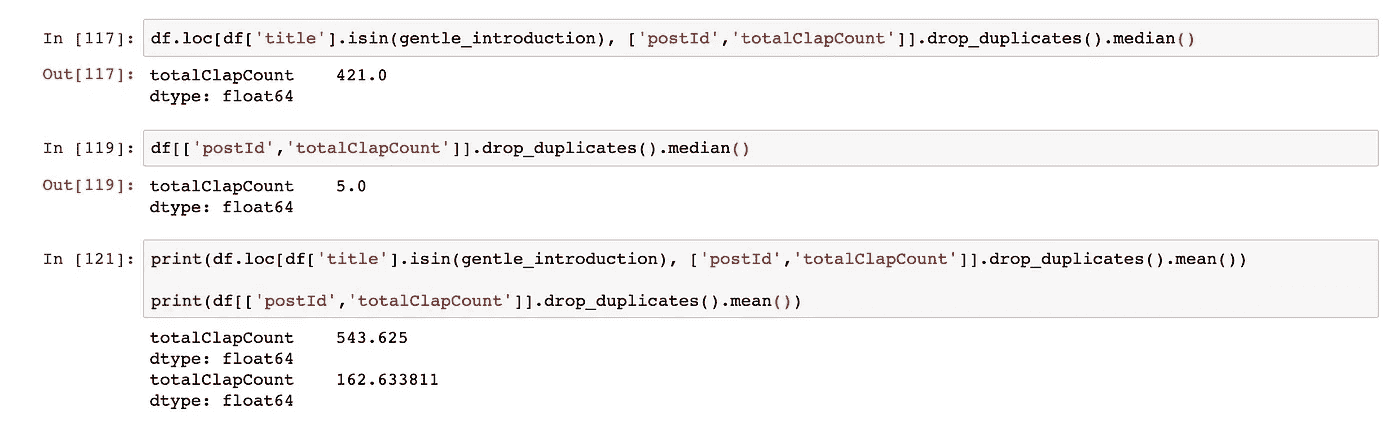 In [117]: df.loc[df['title'].isin(gentle_introduction), ['postId','totalClapCount']].drop_duplicates().median()
Out[117]: totalClapCount    421.0
dtype: float64
In [119]: df[['postId','totalClapCount']].drop_duplicates().median()
Out[119]: totalClapCount    5.0
dtype: float64
In [121]: print(df.loc[df['title'].isin(gentle_introduction), ['postId','totalClapCount']].drop_duplicates().mean())
print(df[['postId','totalClapCount']].drop_duplicates().mean())
totalClapCount    543.625
dtype: float64
totalClapCount    162.633811
dtype: float64